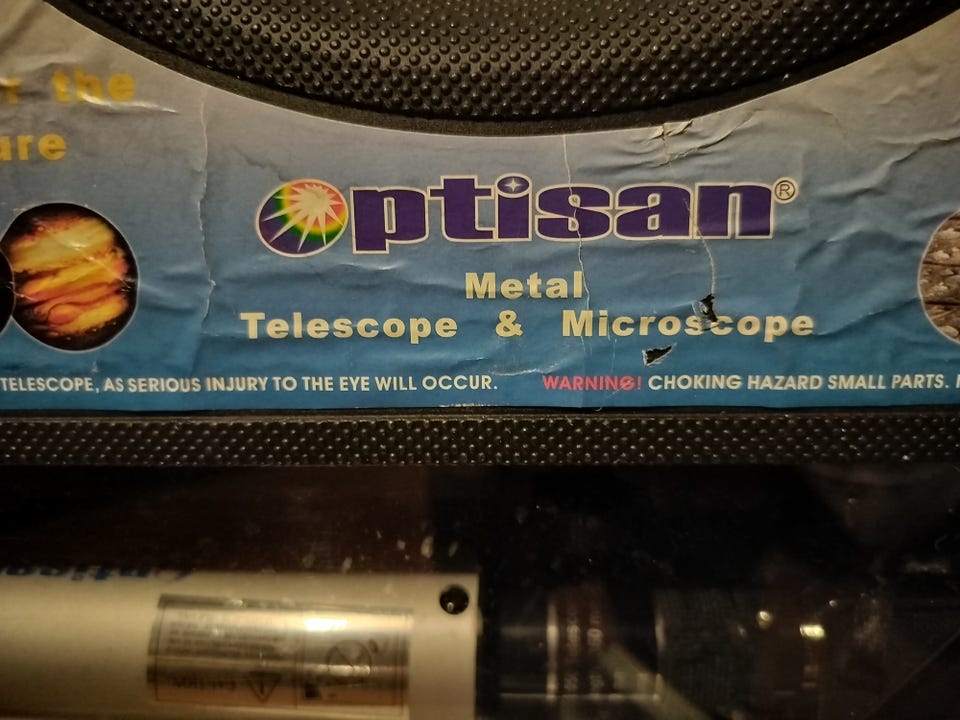 the
Optisan®
Metal
Telescope & Microscope
TELESCOPE, AS SERIOUS INJURY TO THE EYE WILL OCCUR. WARNING! CHOKING HAZARD SMALL PARTS.